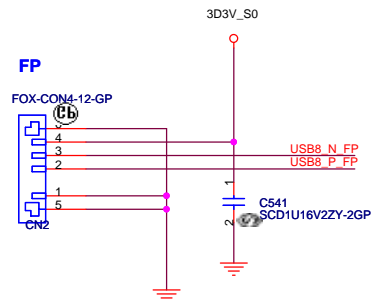 3D3V_S0
FP
FOX-CON4-12-GP
4
3
2
1
5
CN2
USB8_N_FP
USB8_P_FP
1
C541
SCD1U16V2ZY-2GP
2